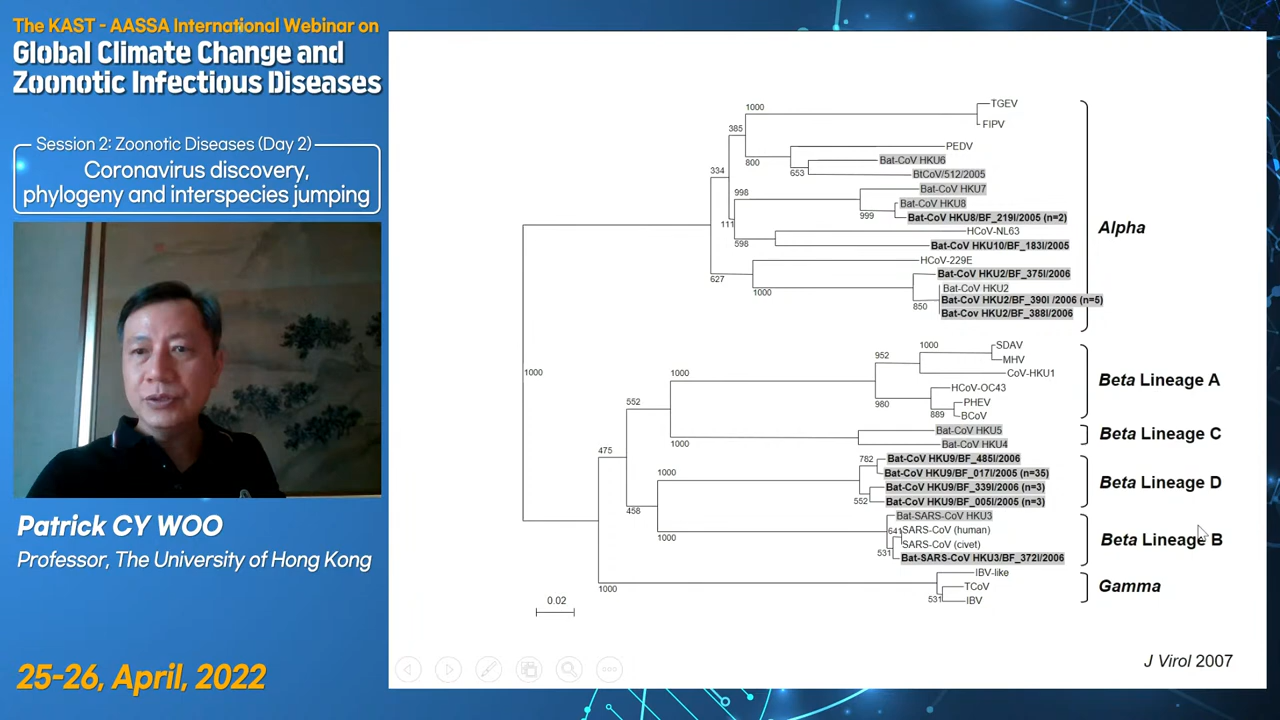 The KAST - AASSA International Webinar on
Global Climate Change and
Zoonotic Infectious Diseases
Session 2: Zoonotic Diseases (Day 2)
Coronavirus discovery,
phylogeny and interspecies jumping
Patrick CY WOO
Professor, The University of Hong Kong
25-26, April, 2022
1000
TGEV
FIPV
385
PEDV
800
Bat-CoV HKU6
653
BtCoV/512/2005
334
998
Bat-CoV HKU7
Bat-CoV HKU8
999
Bat-CoV HKU8/BF_219I/2005 (n=2)
111
HCoV-NL63
598
Bat-CoV HKU10/BF_183I/2005
HCoV-229E
627
Bat-CoV HKU2/BF_375I/2006
1000
Bat-CoV HKU2
850
Bat-CoV HKU2/BF_390I /2006 (n=5)
Bat-Cov HKU2/BF_388I/2006
Alpha
1000
SDAV
952
MHV
1000
1000
CoV-HKU1
HCoV-OC43
552
980
PHEV
889
BCoV
Beta Lineage A
Bat-CoV HKU5
1000
Bat-CoV HKU4
Beta Lineage C
475
782
Bat-CoV HKU9/BF_485I/2006
1000
Bat-CoV HKU9/BF_017I/2005 (n=35)
Bat-CoV HKU9/BF_339I/2006 (n=3)
552
Bat-CoV HKU9/BF_005I/2005 (n=3)
Beta Lineage D
458
Bat-SARS-CoV HKU3
641
SARS-CoV (human)
1000
SARS-CoV (civet)
531
Bat-SARS-CoV HKU3/BF_372I/2006
Beta Lineage B
1000
IBV-like
TCoV
531
IBV
Gamma
0.02
J Virol 2007